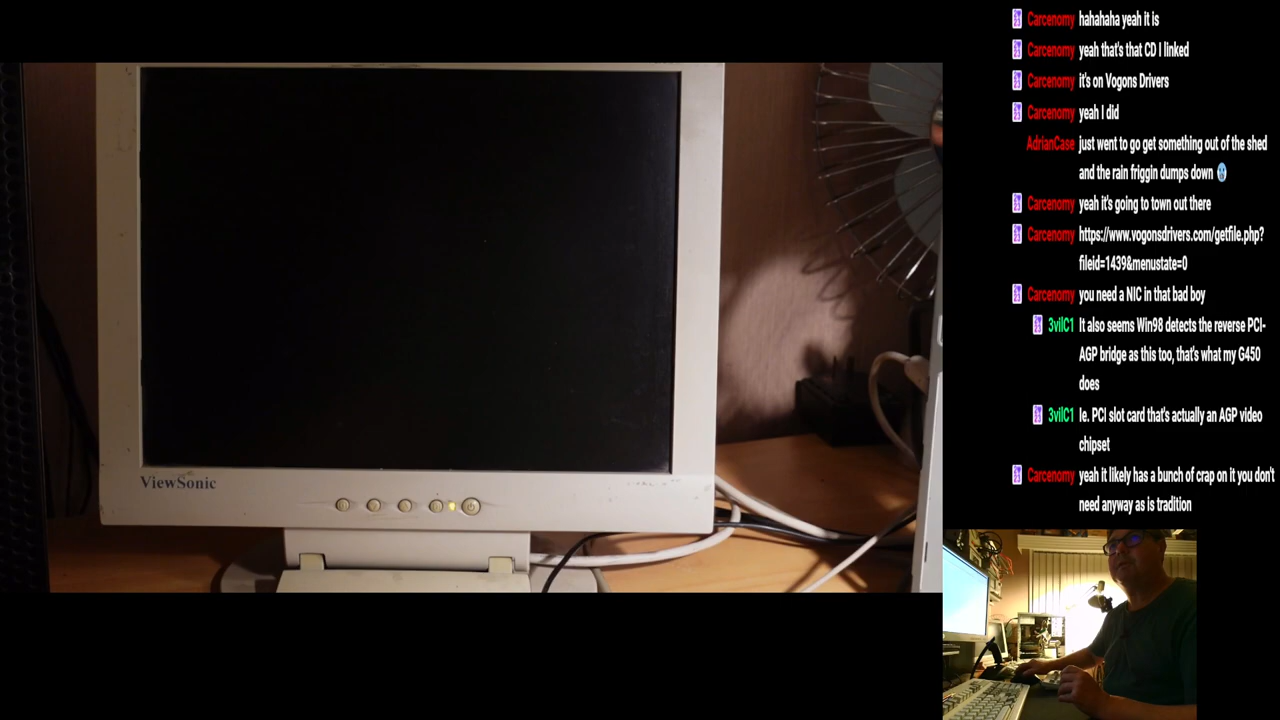 Carcenomy hahahaha yeah it is
Carcenomy yeah that's that CD I linked
Carcenomy it's on Vogons Drivers
Carcenomy yeah I did
AdrianCase just went to go get something out of the shed
and the rain friggin dumps down
Carcenomy yeah it's going to town out there
Carcenomy https://www.vogonsdrivers.com/getfile.php?
fileid=1439&menustate=0
Carcenomy you need a NIC in that bad boy
3vilC1 It also seems Win98 detects the reverse PCI-
AGP bridge as this too, that's what my G450
does
3vilC1 Ie. PCI slot card that's actually an AGP video
chipset
Carcenomy yeah it likely has a bunch of crap on it you don't
need anyway as is tradition
ViewSonic